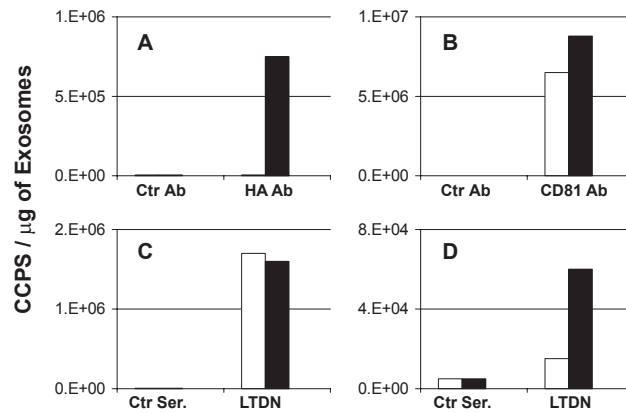 CCPS / μg of Exosomes
1.E+06
5.E+05
0.E+00
A
Ctr Ab
HA Ab
1.E+07
5.E+06
0.E+00
B
Ctr Ab
CD81 Ab
2.E+06
1.E+06
0.E+00
C
Ctr Ser.
LTDN
8.E+04
4.E+04
0.E+00
D
Ctr Ser.
LTDN